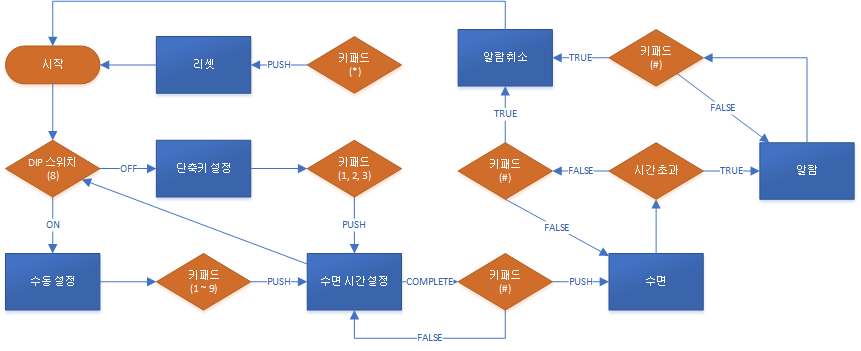 시작
리셋
PUSH
키패드
(*)
알람 취소
TRUE
키패드
(#)
FALSE
TRUE
DIP 스위치
(8)
OFF
단축키 설정
키패드
(1, 2, 3)
키패드
(#)
FALSE
시간 초과
TRUE
알람
ON
PUSH
FALSE
수동 설정
키패드
(1 ~ 9)
PUSH
수면 시간 설정
COMPLETE
키패드
(#)
PUSH
수면
FALSE